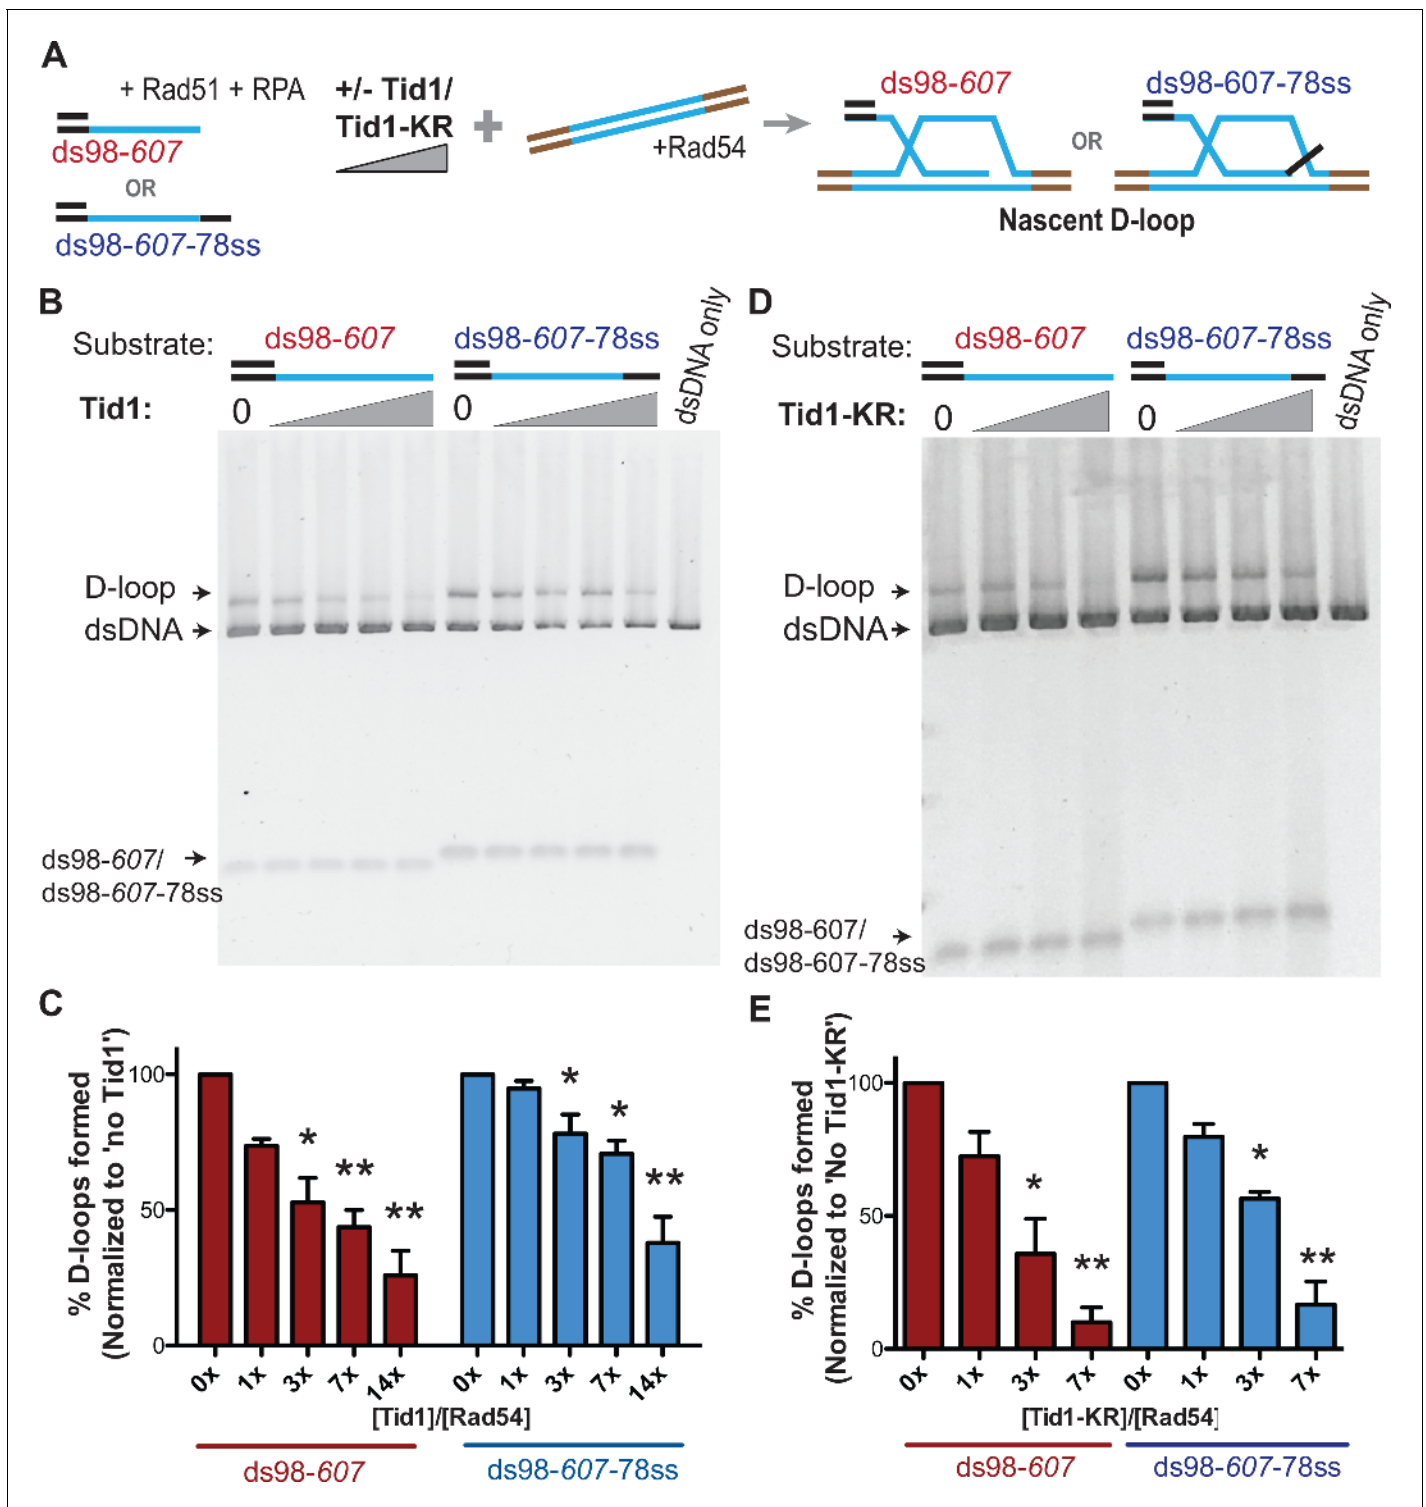 A
+ Rad51 + RPA
ds98-607
OR
ds98-607-78ss
+/- Tid1/
Tid1-KR
+
+Rad54
ds98-607
OR
ds98-607-78ss
Nascent D-loop
B
Substrate:
ds98-607
ds98-607-78ss
dsDNA only
Tid1:
0
0
D-loop
dsDNA
ds98-607/
ds98-607-78ss
D
Substrate:
ds98-607
ds98-607-78ss
dsDNA only
Tid1-KR:
0
0
D-loop
dsDNA
ds98-607/
ds98-607-78ss
C
% D-loops formed
(Normalized to 'no Tid1')
100
50
0
*
**
**
*
*
**
0x 1x 3x 7x 14x 0x 1x 3x 7x 14x
[Tid1]/[Rad54]
ds98-607
ds98-607-78ss
E
% D-loops formed
(Normalized to 'No Tid1-KR')
100
50
0
*
**
*
**
0x 1x 3x 7x 0x 1x 3x 7x
[Tid1-KR]/[Rad54]
ds98-607
ds98-607-78ss